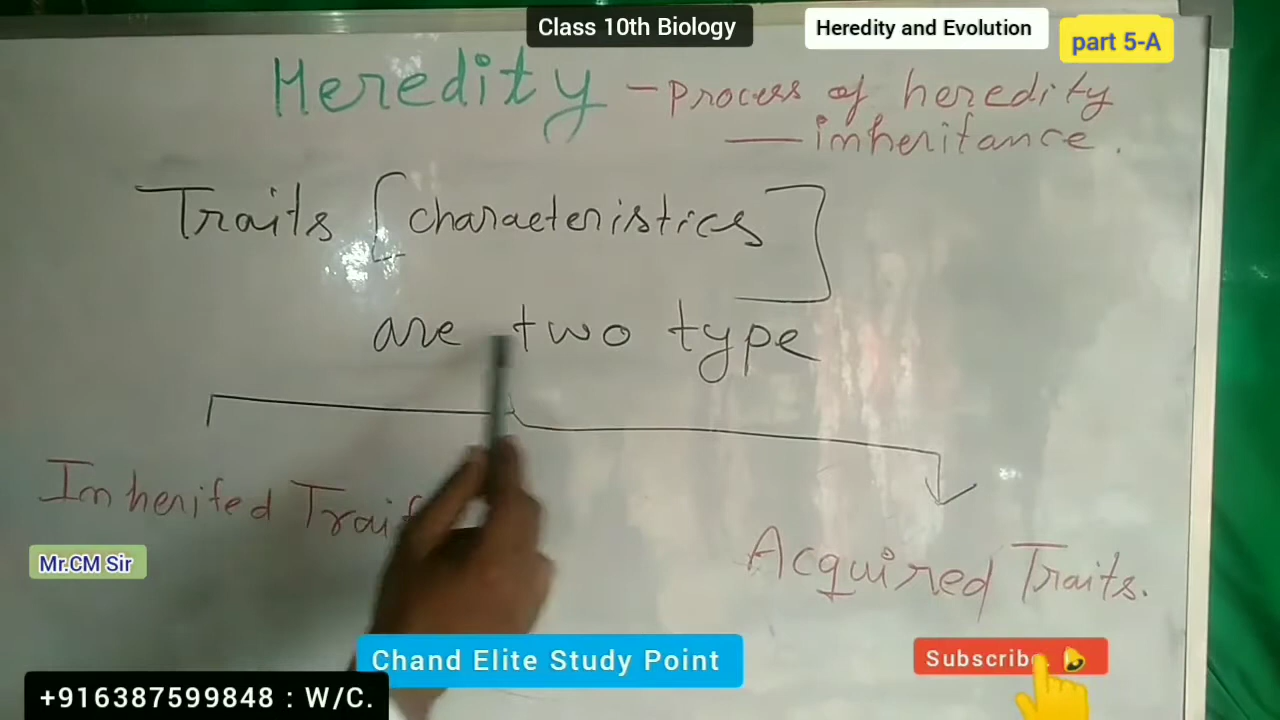 Class 10th Biology
Heredity and Evolution
part 5-A
Heredity - process of heredity
— inheritance.
Traits [characteristics]
are two type
Inherited Trait
Acquired Traits.
Mr.CM Sir
Chand Elite Study Point
Subscribe
+916387599848 : W/C.